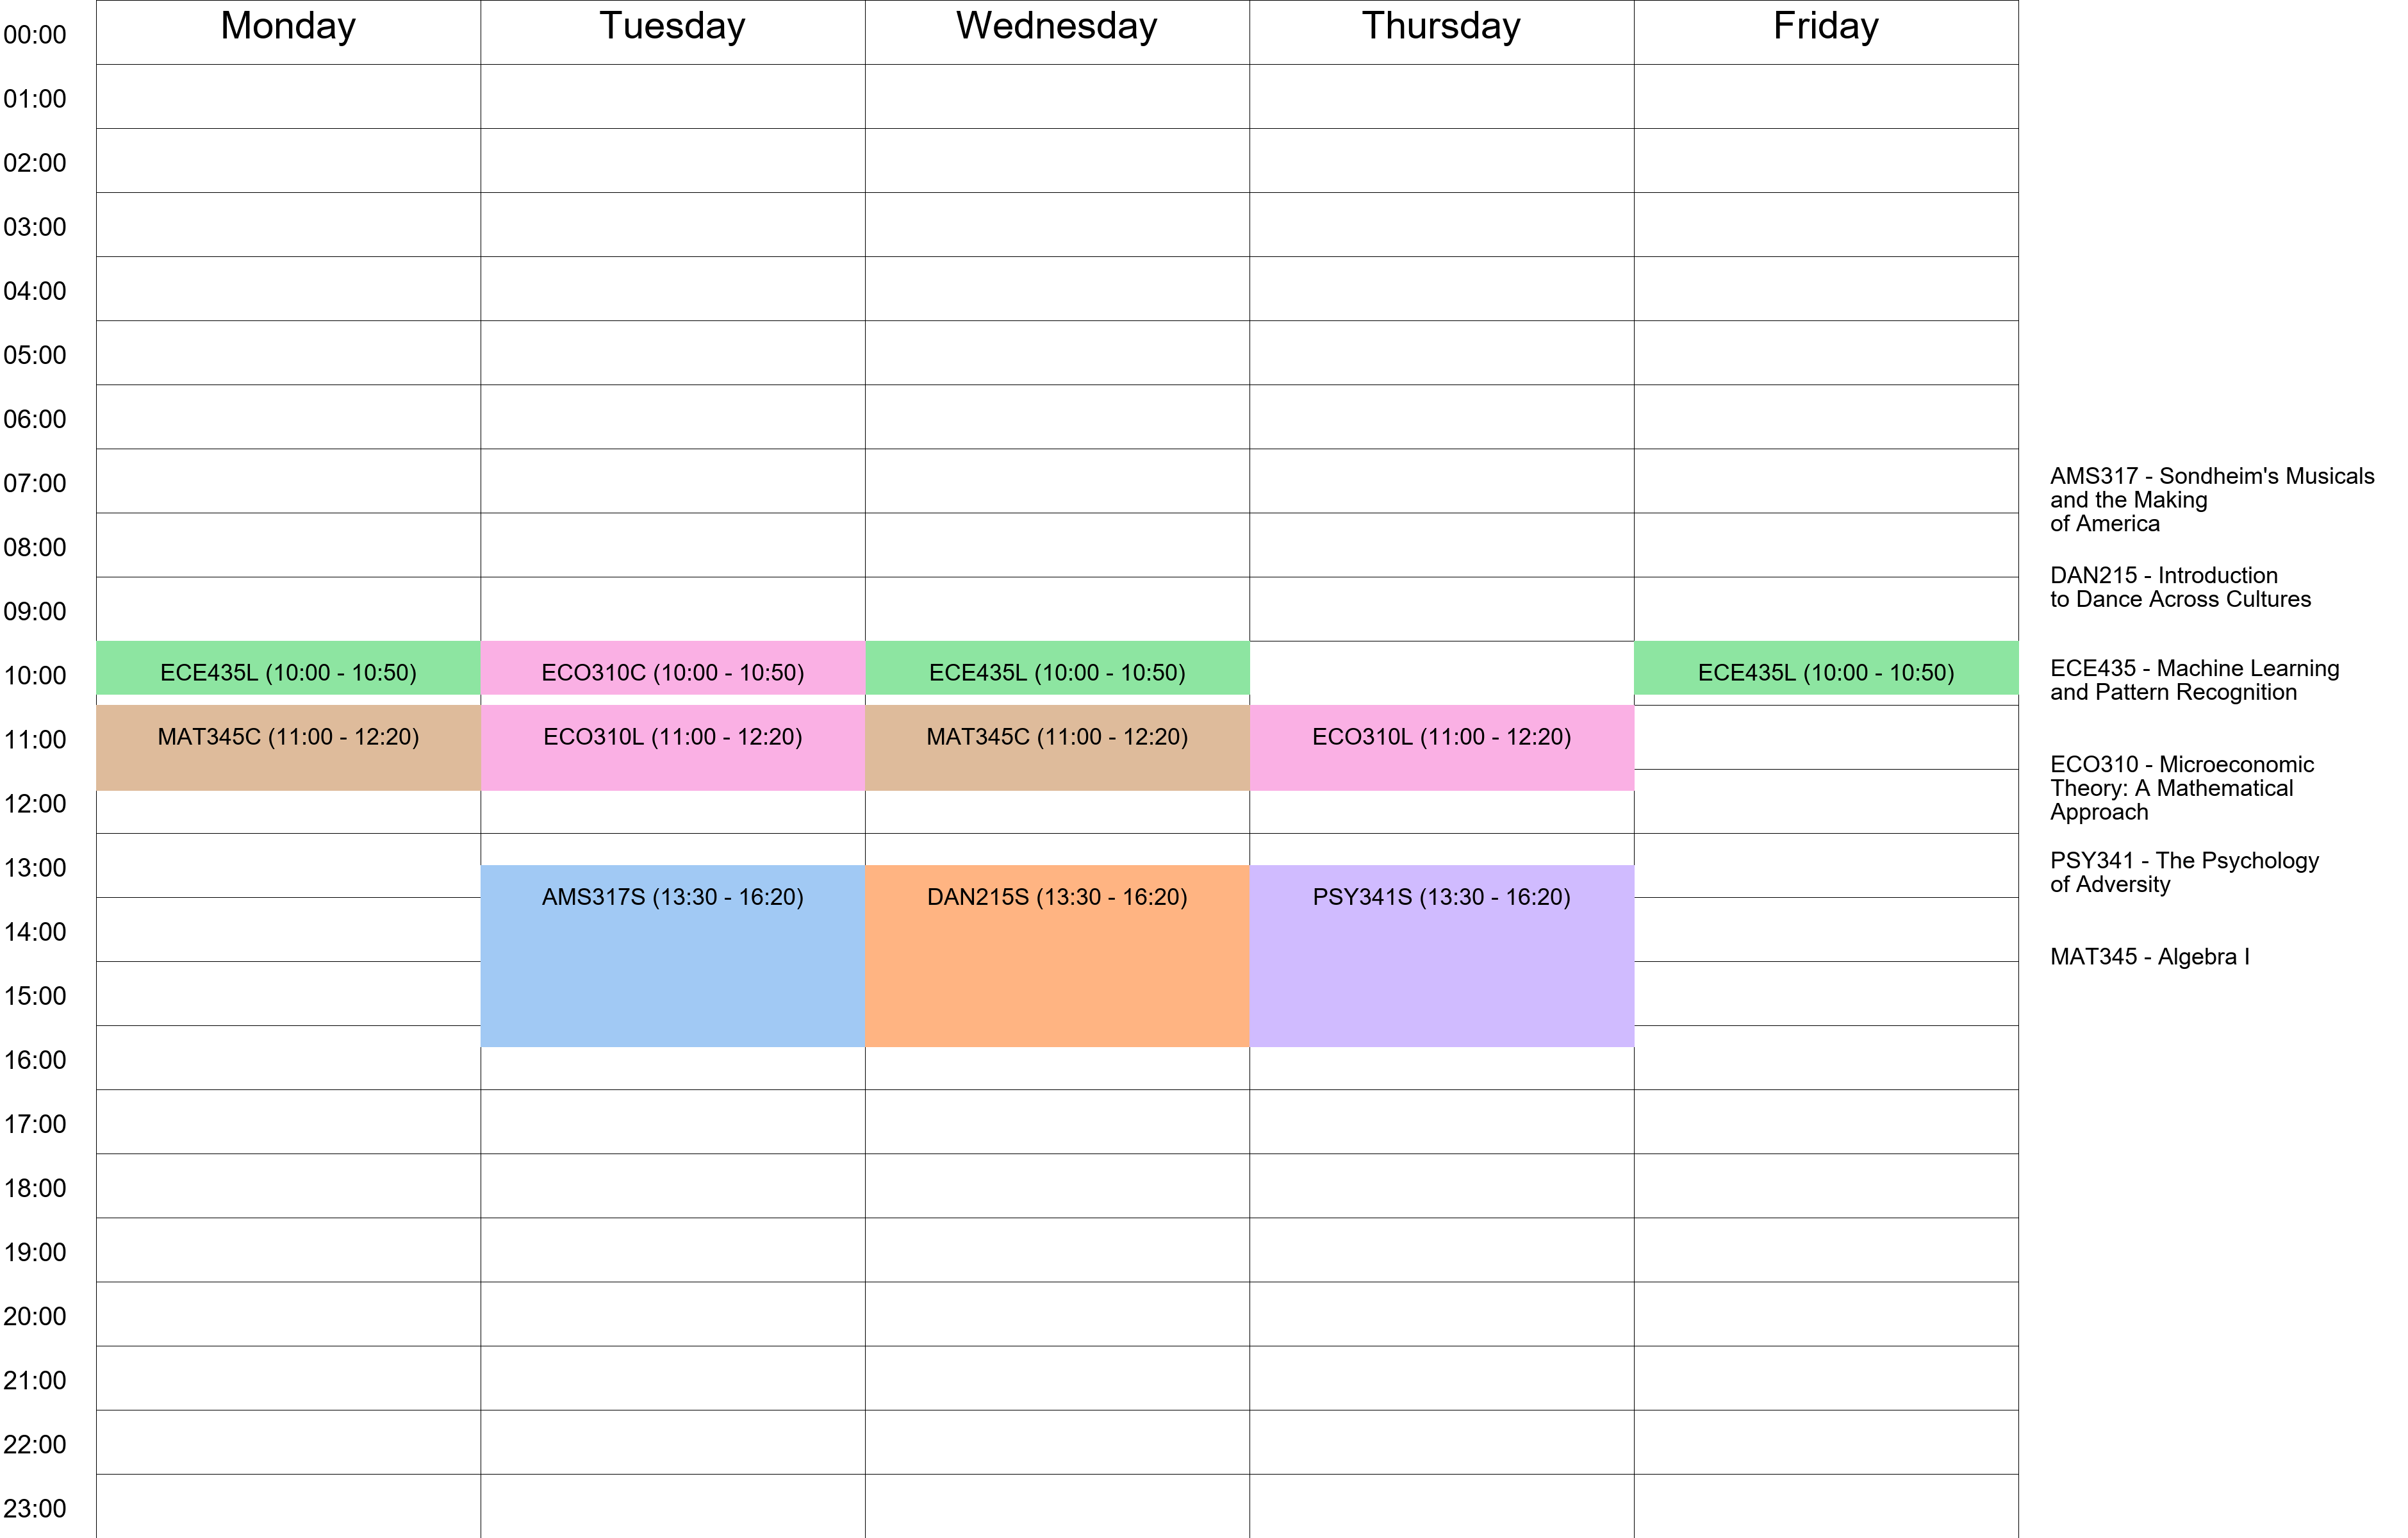 Monday Tuesday Wednesday Thursday Friday
00:00
01:00
02:00
03:00
04:00
05:00
06:00
07:00
08:00
09:00
10:00 ECE435L (10:00 - 10:50) ECO310C (10:00 - 10:50) ECE435L (10:00 - 10:50) ECE435L (10:00 - 10:50)
11:00 MAT345C (11:00 - 12:20) ECO310L (11:00 - 12:20) MAT345C (11:00 - 12:20) ECO310L (11:00 - 12:20)
12:00
13:00
AMS317S (13:30 - 16:20) DAN215S (13:30 - 16:20) PSY341S (13:30 - 16:20)
14:00
15:00
16:00
17:00
18:00
19:00
20:00
21:00
22:00
23:00
AMS317 - Sondheim's Musicals
and the Making
of America
DAN215 - Introduction
to Dance Across Cultures
ECE435 - Machine Learning
and Pattern Recognition
ECO310 - Microeconomic
Theory: A Mathematical
Approach
PSY341 - The Psychology
of Adversity
MAT345 - Algebra I